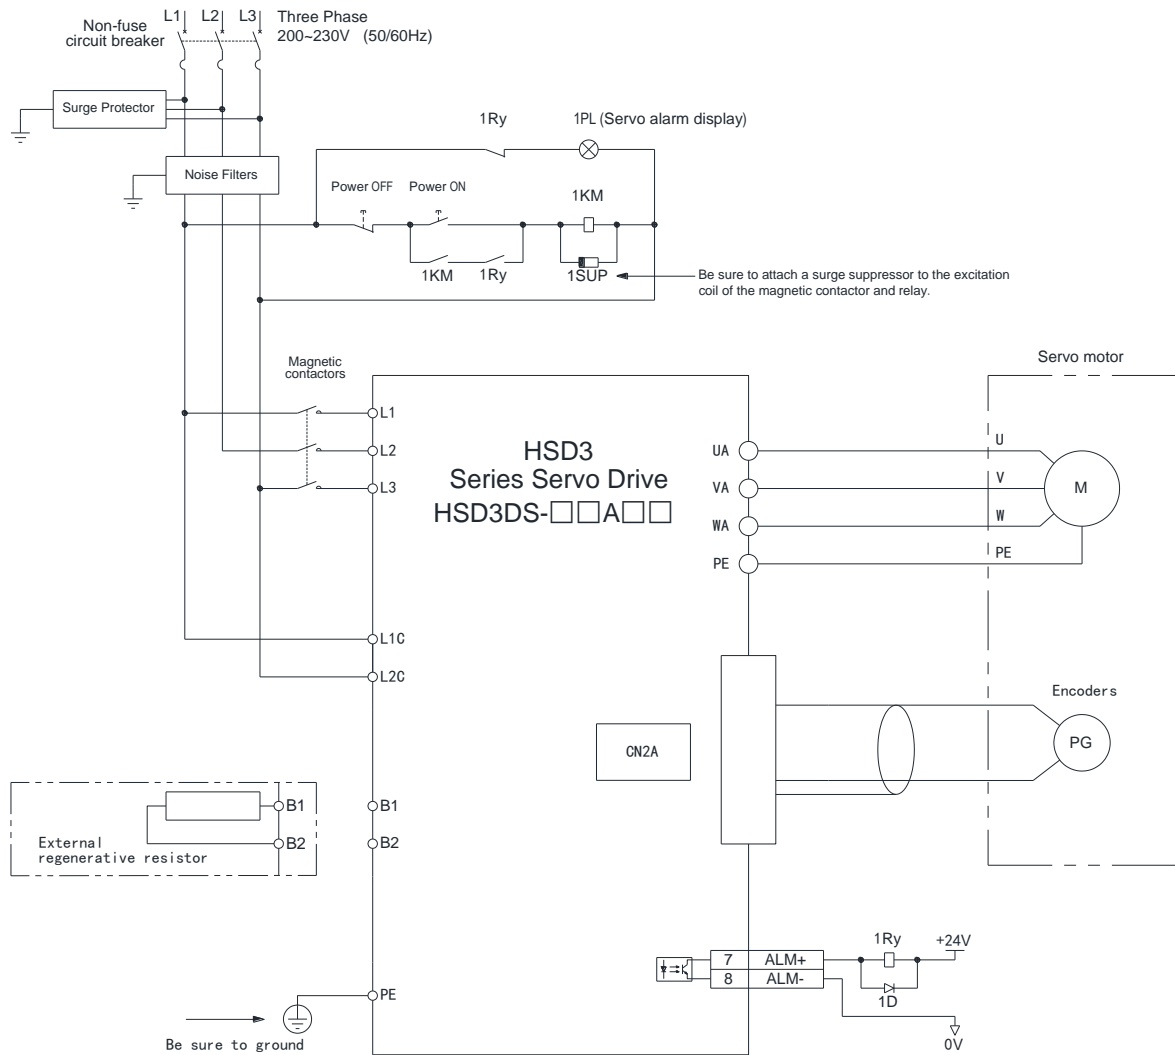 L1 L2 L3 Three Phase
200~230V (50/60Hz)
Non-fuse
circuit breaker
Surge Protector
Noise Filters
1Ry
1PL (Servo alarm display)
Power OFF
Power ON
1KM
1KM
1Ry
1SUP
Be sure to attach a surge suppressor to the excitation
coil of the magnetic contactor and relay.
Magnetic
contactors
L1
L2
L3
HSD3
Series Servo Drive
HSD3DS-□□A□□
UA
VA
WA
PE
Servo motor
U
V
W
PE
M
L1C
L2C
CN2A
Encoders
PG
B1
B2
External
regenerative resistor
B1
B2
7 ALM+
8 ALM-
1Ry
+24V
1D
0V
PE
Be sure to ground